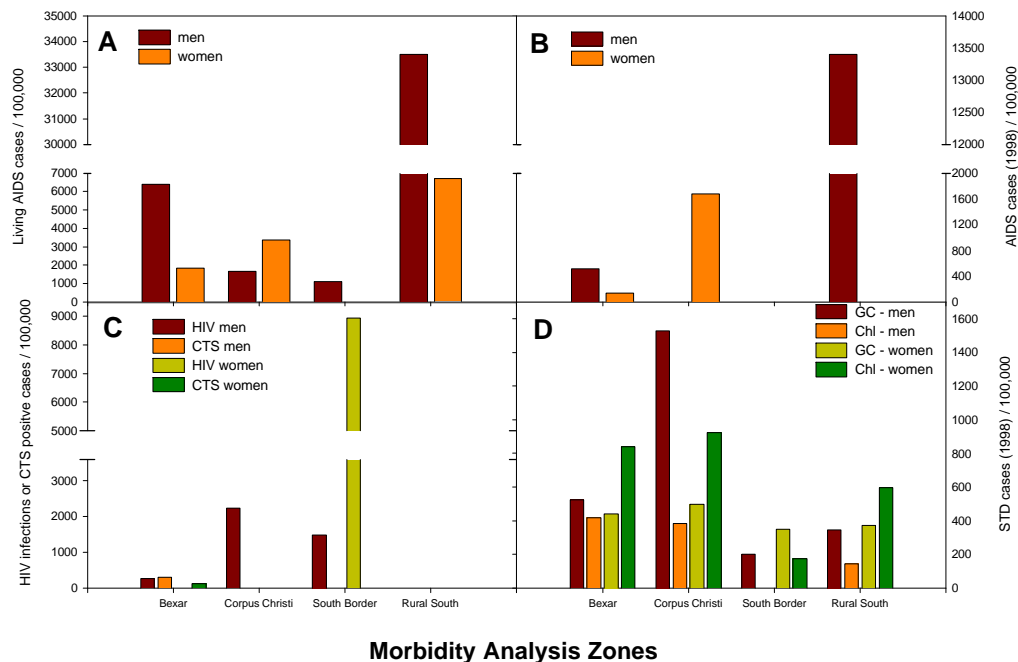 A
men
women
35000
34000
33000
32000
31000
30000
7000
6000
5000
4000
3000
2000
1000
0
Living AIDS cases / 100,000
B
men
women
14000
13500
13000
12500
12000
2000
1600
1200
800
400
0
AIDS cases (1998) / 100,000
C
HIV men
CTS men
HIV women
CTS women
9000
8000
7000
6000
5000
3000
2000
1000
0
HIV infections or CTS positve cases / 100,000
Bexar
Corpus Christi
South Border
Rural South
D
GC - men
Chl - men
GC - women
Chl - women
1600
1400
1200
1000
800
600
400
200
0
STD cases (1998) / 100,000
Bexar
Corpus Christi
South Border
Rural South
Morbidity Analysis Zones